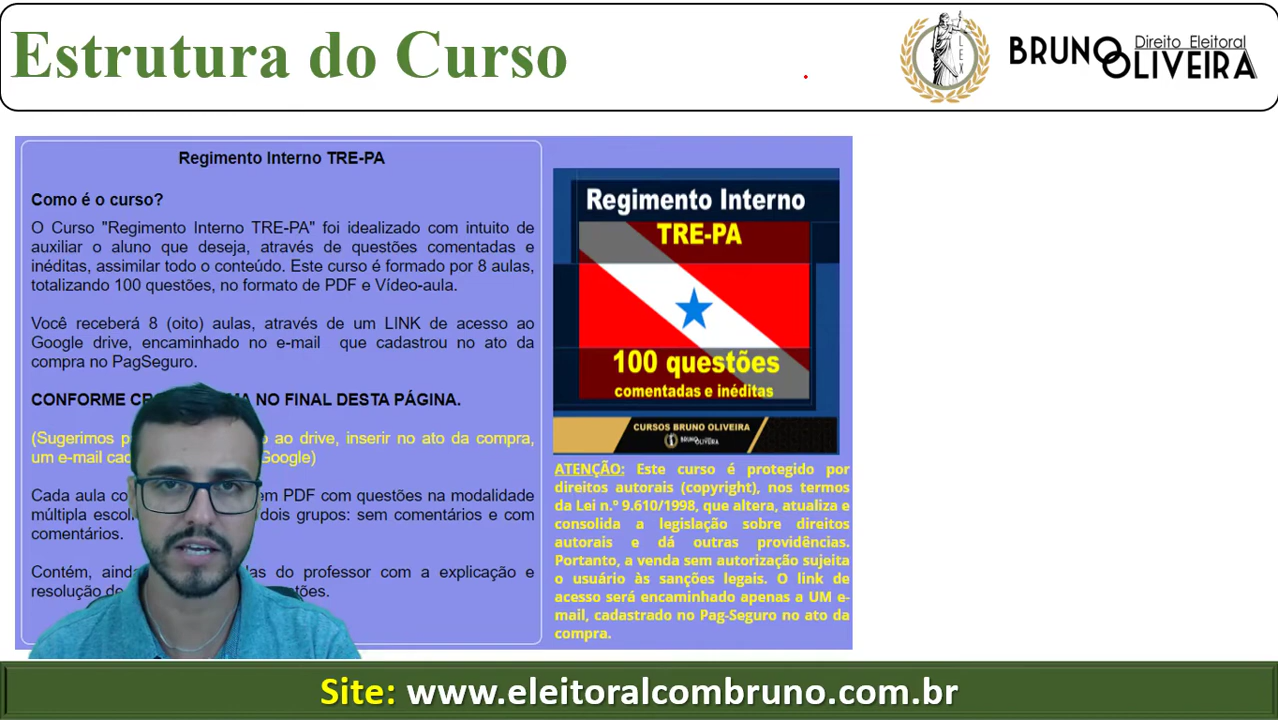 Estrutura do Curso
BRUNO
Direito Eleitoral
OLIVEIRA
LEX
Regimento Interno TRE-PA
Como é o curso?
O Curso "Regimento Interno TRE-PA" foi idealizado com intuito de
auxiliar o aluno que deseja, através de questões comentadas e
inéditas, assimilar todo o conteúdo. Este curso é formado por 8 aulas,
totalizando 100 questões, no formato de PDF e Vídeo-aula.
Você receberá 8 (oito) aulas, através de um LINK de acesso ao
Google drive, encaminhado no e-mail que cadastrou no ato da
compra no PagSeguro.
CONFORME NO FINAL DESTA PÁGINA.
(Sugerimos ao drive, inserir no ato da compra,
um e-mail Google)
Cada aula em PDF com questões na modalidade
múltipla dois grupos: sem comentários e com
comentários.
Contém, do professor com a explicação e
resolução
Regimento Interno
TRE-PA
100 questões
comentadas e inéditas
CURSOS BRUNO OLIVEIRA
BRUNO OLIVEIRA
ATENÇÃO: Este curso é protegido por
direitos autorais (copyright), nos termos
da Lei n.º 9.610/1998, que altera, atualiza e
consolida a legislação sobre direitos
autorais e dá outras providências.
Portanto, a venda sem autorização sujeita
o usuário às sanções legais. O link de
acesso será encaminhado apenas a UM e-
mail, cadastrado no Pag-Seguro no ato da
compra.
Site: www.eleitoralcombruno.com.br